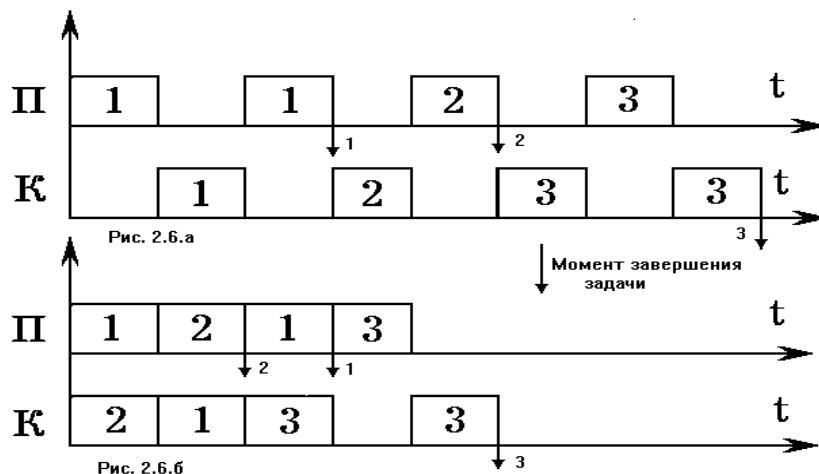 П 1 1 2 3 t
1 2
К 1 2 3 3 t
Рис. 2.6.а 3
Момент завершения
задачи
П 1 2 1 3 t
2 1
К 2 1 3 3 t
Рис. 2.6.б 3